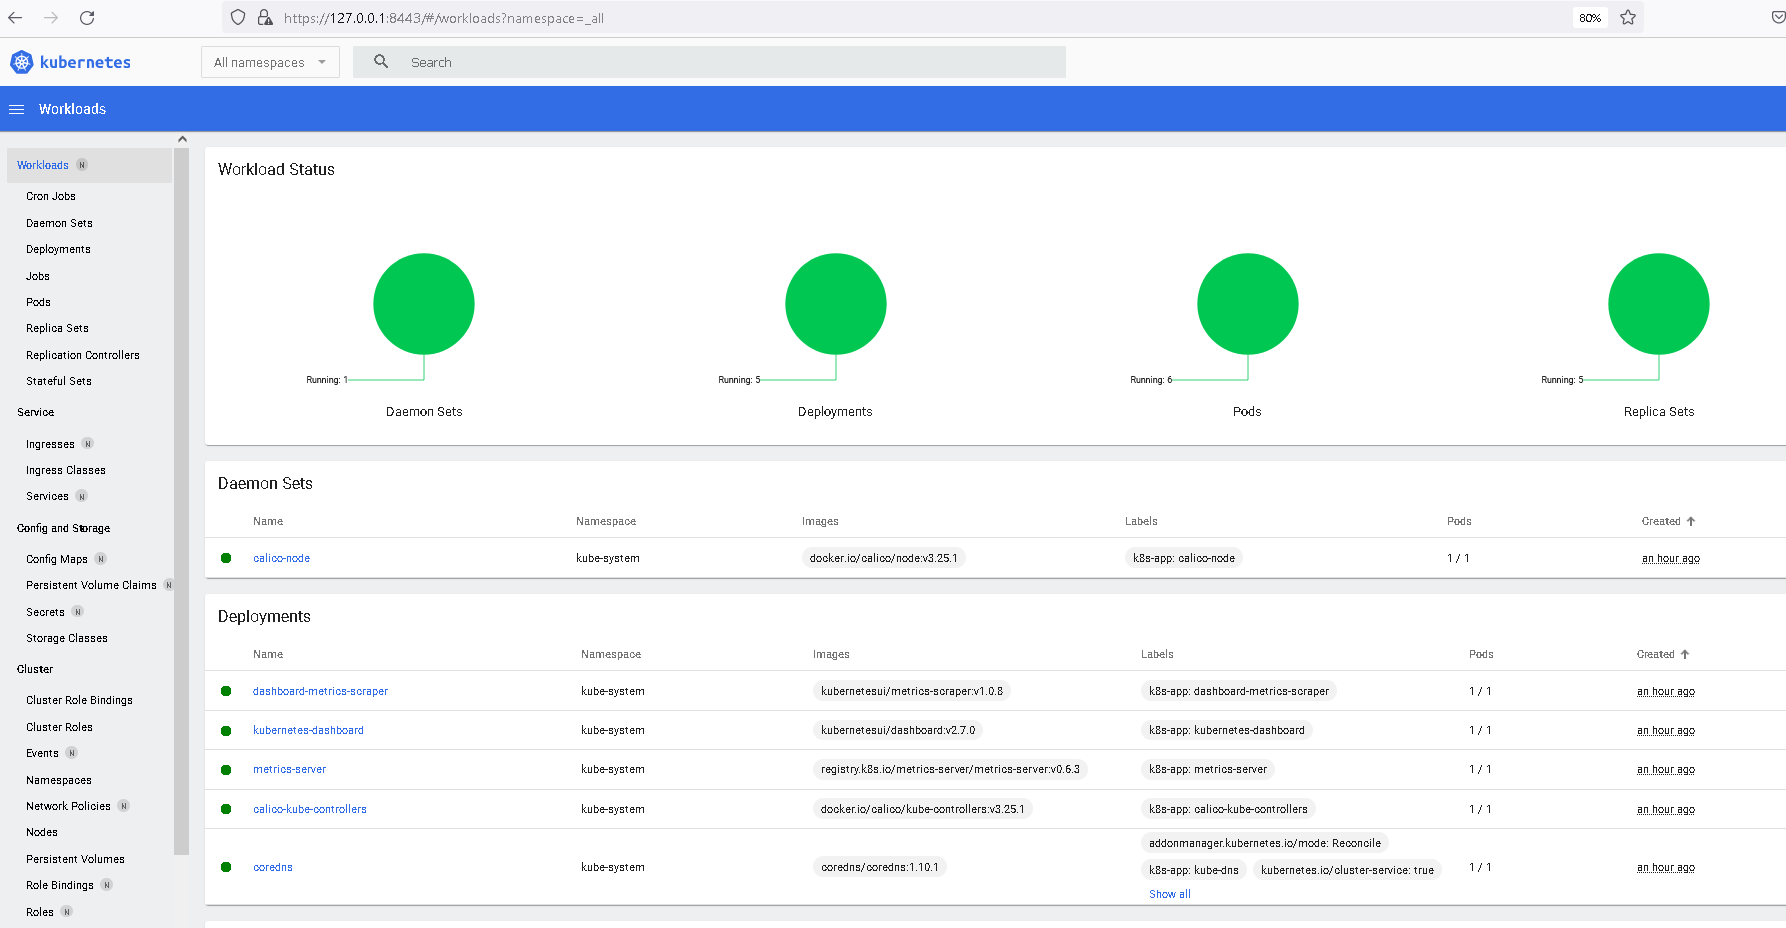 https://127.0.0.1:8443/#/workloads?namespace=_all
80%
kubernetes
All namespaces
Search
Workloads
Workloads N
Cron Jobs
Daemon Sets
Deployments
Jobs
Pods
Replica Sets
Replication Controllers
Stateful Sets
Service
Ingresses N
Ingress Classes
Services N
Config and Storage
Config Maps N
Persistent Volume Claims N
Secrets N
Storage Classes
Cluster
Cluster Role Bindings
Cluster Roles
Events N
Namespaces
Network Policies N
Nodes
Persistent Volumes
Role Bindings N
Roles N
Workload Status
Running: 1
Daemon Sets
Running: 5
Deployments
Running: 6
Pods
Running: 5
Replica Sets
Daemon Sets
Name Namespace Images Labels Pods Created
calico-node kube-system docker.io/calico/node:v3.25.1 k8s-app: calico-node 1 / 1 an hour ago
Deployments
Name Namespace Images Labels Pods Created
dashboard-metrics-scraper kube-system kubernetesui/metrics-scraper:v1.0.8 k8s-app: dashboard-metrics-scraper 1 / 1 an hour ago
kubernetes-dashboard kube-system kubernetesui/dashboard:v2.7.0 k8s-app: kubernetes-dashboard 1 / 1 an hour ago
metrics-server kube-system registry.k8s.io/metrics-server/metrics-server:v0.6.3 k8s-app: metrics-server 1 / 1 an hour ago
calico-kube-controllers kube-system docker.io/calico/kube-controllers:v3.25.1 k8s-app: calico-kube-controllers 1 / 1 an hour ago
addonmanager.kubernetes.io/mode: Reconcile
coredns kube-system coredns/coredns:1.10.1 k8s-app: kube-dns kubernetes.io/cluster-service: true 1 / 1 an hour ago
Show all